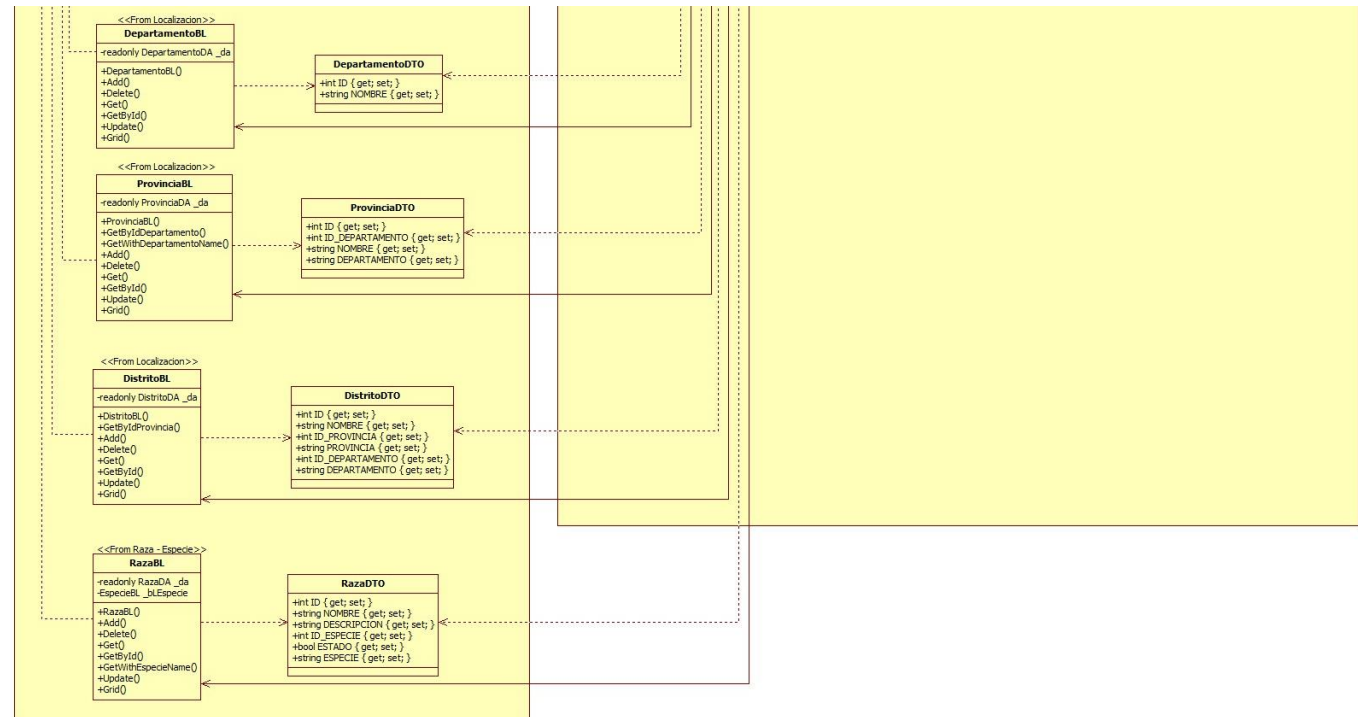 <<From Localizacion>>
DepartamentoBL
-readonly DepartamentoDA _da
+DepartamentoBL()
+Add()
+Delete()
+Get()
+GetById()
+Update()
+Grid()
DepartamentoDTO
+int ID { get; set; }
+string NOMBRE { get; set; }
<<From Localizacion>>
ProvinciaBL
-readonly ProvinciaDA _da
+ProvinciaBL()
+GetByIdDepartamento()
+GetWithDepartamentoName()
+Add()
+Delete()
+Get()
+GetById()
+Update()
+Grid()
ProvinciaDTO
+int ID { get; set; }
+int ID_DEPARTAMENTO { get; set; }
+string NOMBRE { get; set; }
+string DEPARTAMENTO { get; set; }
<<From Localizacion>>
DistritoBL
-readonly DistritoDA _da
+DistritoBL()
+GetByIdProvincia()
+Add()
+Delete()
+Get()
+GetById()
+Update()
+Grid()
DistritoDTO
+int ID { get; set; }
+string NOMBRE { get; set; }
+int ID_PROVINCIA { get; set; }
+string PROVINCIA { get; set; }
+int ID_DEPARTAMENTO { get; set; }
+string DEPARTAMENTO { get; set; }
<<From Raza - Especie>>
RazaBL
-readonly RazaDA _da
-EspecieBL _bLEspecie
+RazaBL()
+Add()
+Delete()
+Get()
+GetById()
+GetWithEspecieName()
+Update()
+Grid()
RazaDTO
+int ID { get; set; }
+string NOMBRE { get; set; }
+string DESCRIPCION { get; set; }
+int ID_ESPECIE { get; set; }
+bool ESTADO { get; set; }
+string ESPECIE { get; set; }